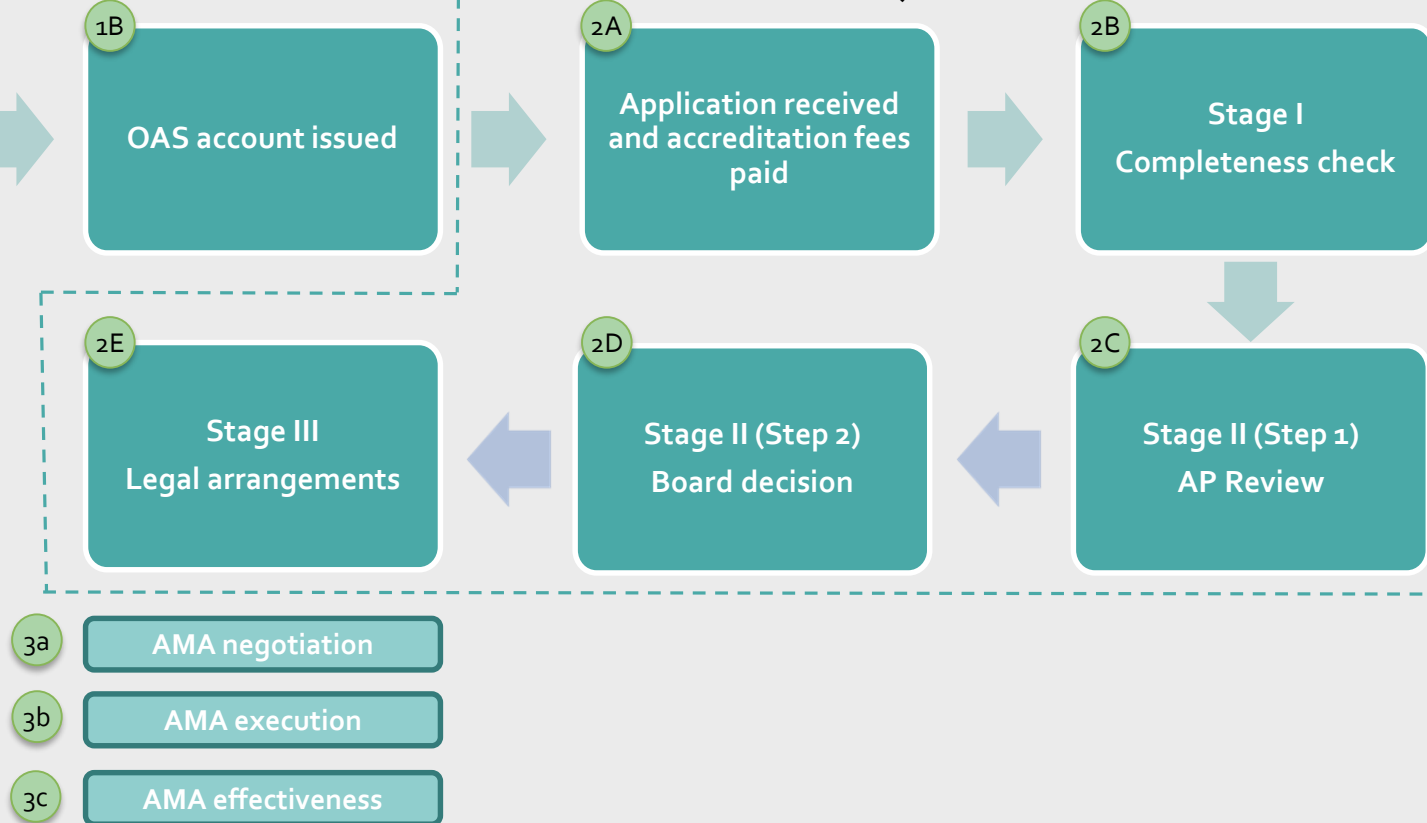 1B
OAS account issued
2A
Application received
and accreditation fees
paid
2B
Stage I
Completeness check
2E
Stage III
Legal arrangements
2D
Stage II (Step 2)
Board decision
2C
Stage II (Step 1)
AP Review
3a
AMA negotiation
3b
AMA execution
3c
AMA effectiveness